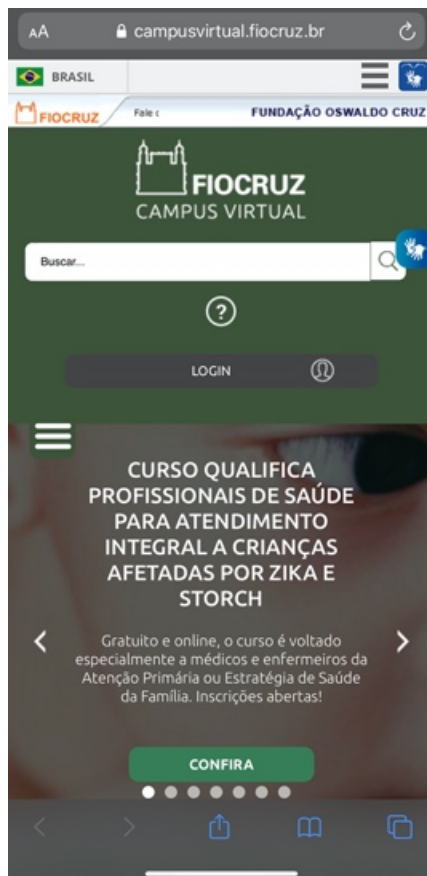 AA campusvirtual.fiocruz.br
BRASIL
FIOCRUZ Fale c FUNDAÇÃO OSWALDO CRUZ
FIOCRUZ
CAMPUS VIRTUAL
Buscar...
?
LOGIN
CURSO QUALIFICA
PROFISSIONAIS DE SAÚDE
PARA ATENDIMENTO
INTEGRAL A CRIANÇAS
AFETADAS POR ZIKA E
STORCH
Gratuito e online, o curso é voltado
especialmente a médicos e enfermeiros da
Atenção Primária ou Estratégia de Saúde
da Família. Inscrições abertas!
CONFIRA